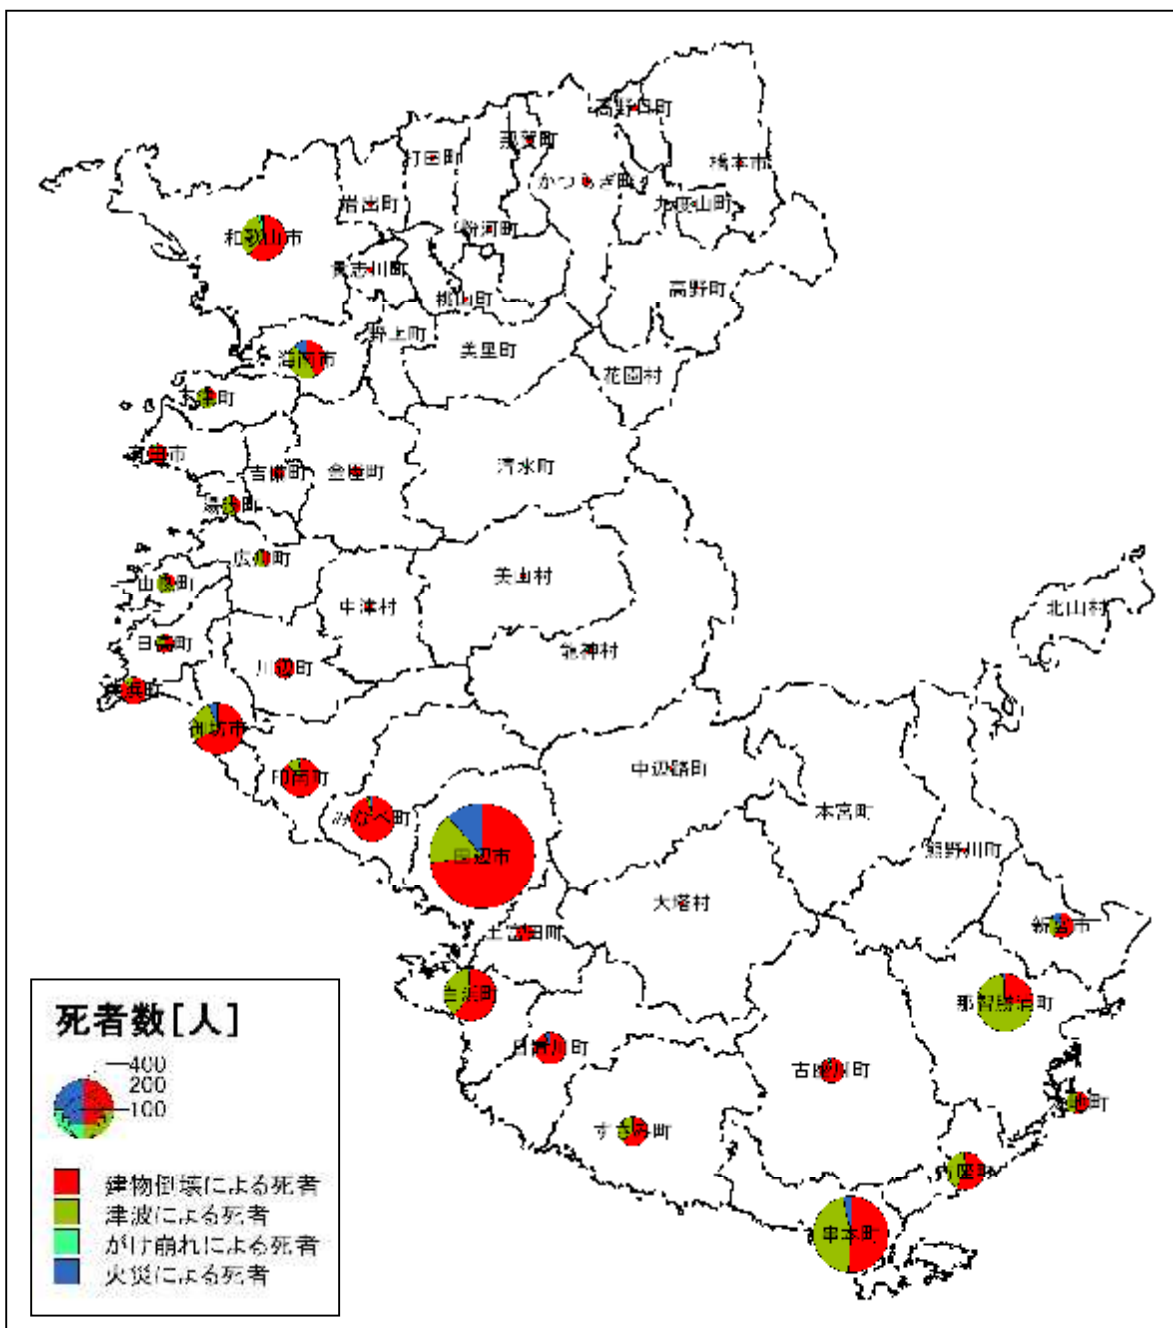 高野口町
那賀町
打田町
橋本市
かつらぎ町
九度山町
岩出町
粉河町
和歌山市
貴志川町
高野町
桃山町
野上町
美里町
海南市
花園村
下津町
有田市
吉備町
金屋町
清水町
湯浅町
広川町
美山村
由良町
中津村
北山村
日高町
龍神村
川辺町
美浜町
御坊市
中辺路町
印南町
本宮町
みなべ町
熊野川町
田辺市
大塔村
新宮市
上富田町
白浜町
那智勝浦町
日置川町
古座川町
太地町
すさみ町
古座町
串本町
死者数[人]
400
200
100
建物倒壊による死者
津波による死者
がけ崩れによる死者
火災による死者